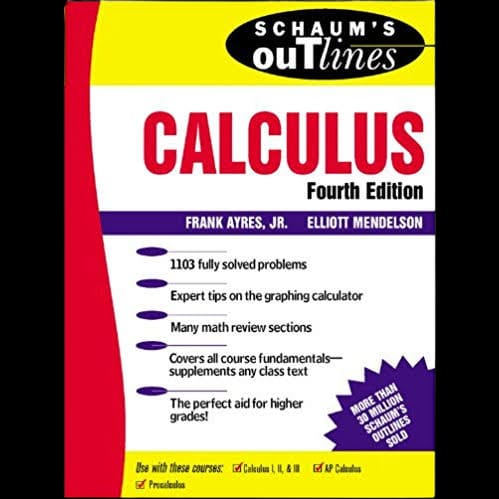 SCHAUM'S
ouTlines
CALCULUS
Fourth Edition
FRANK AYRES, JR. ELLIOTT MENDELSON
1103 fully solved problems
Expert tips on the graphing calculator
Many math review sections
Covers all course fundamentals—
supplements any class text
The perfect aid for higher
grades!
MORE THAN
30 MILLION
SCHAUM'S
OUTLINES
SOLD
Use with these courses: ☑ Calculus I, II, & III ☑ AP Calculus
☑ Precalculus